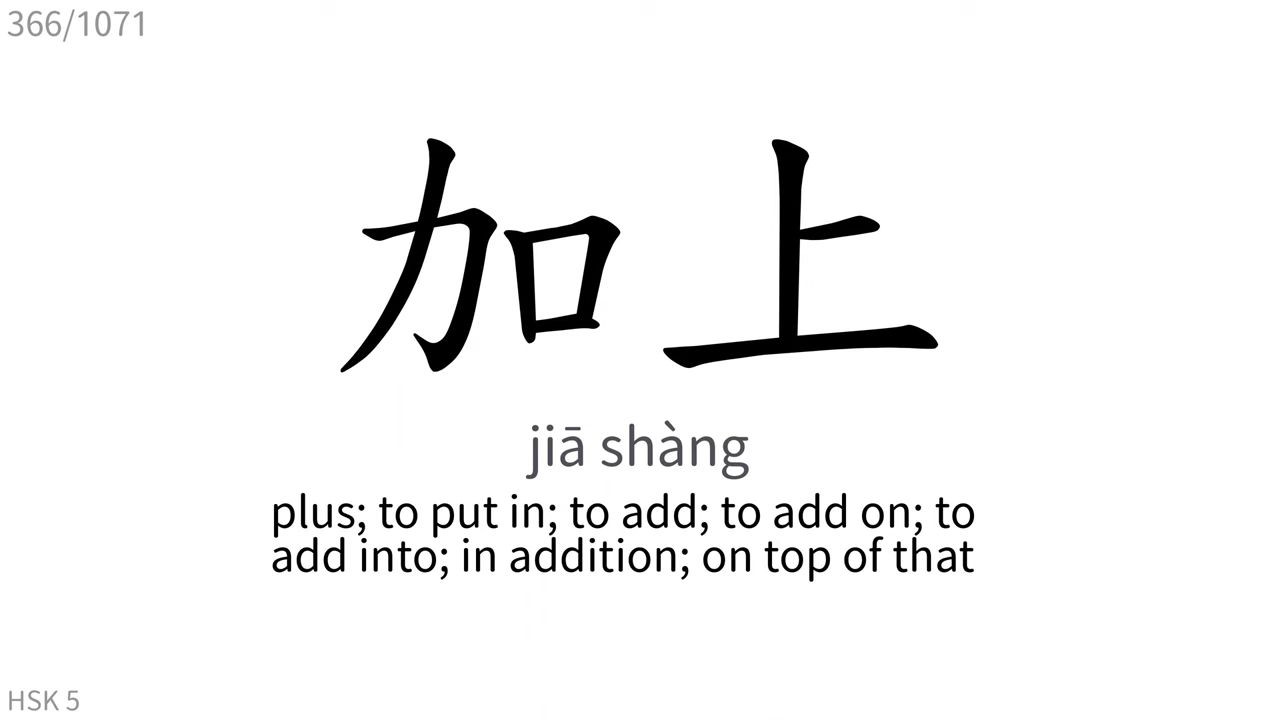 366/1071
加上
jiā shàng
plus; to put in; to add; to add on; to
add into; in addition; on top of that
HSK 5